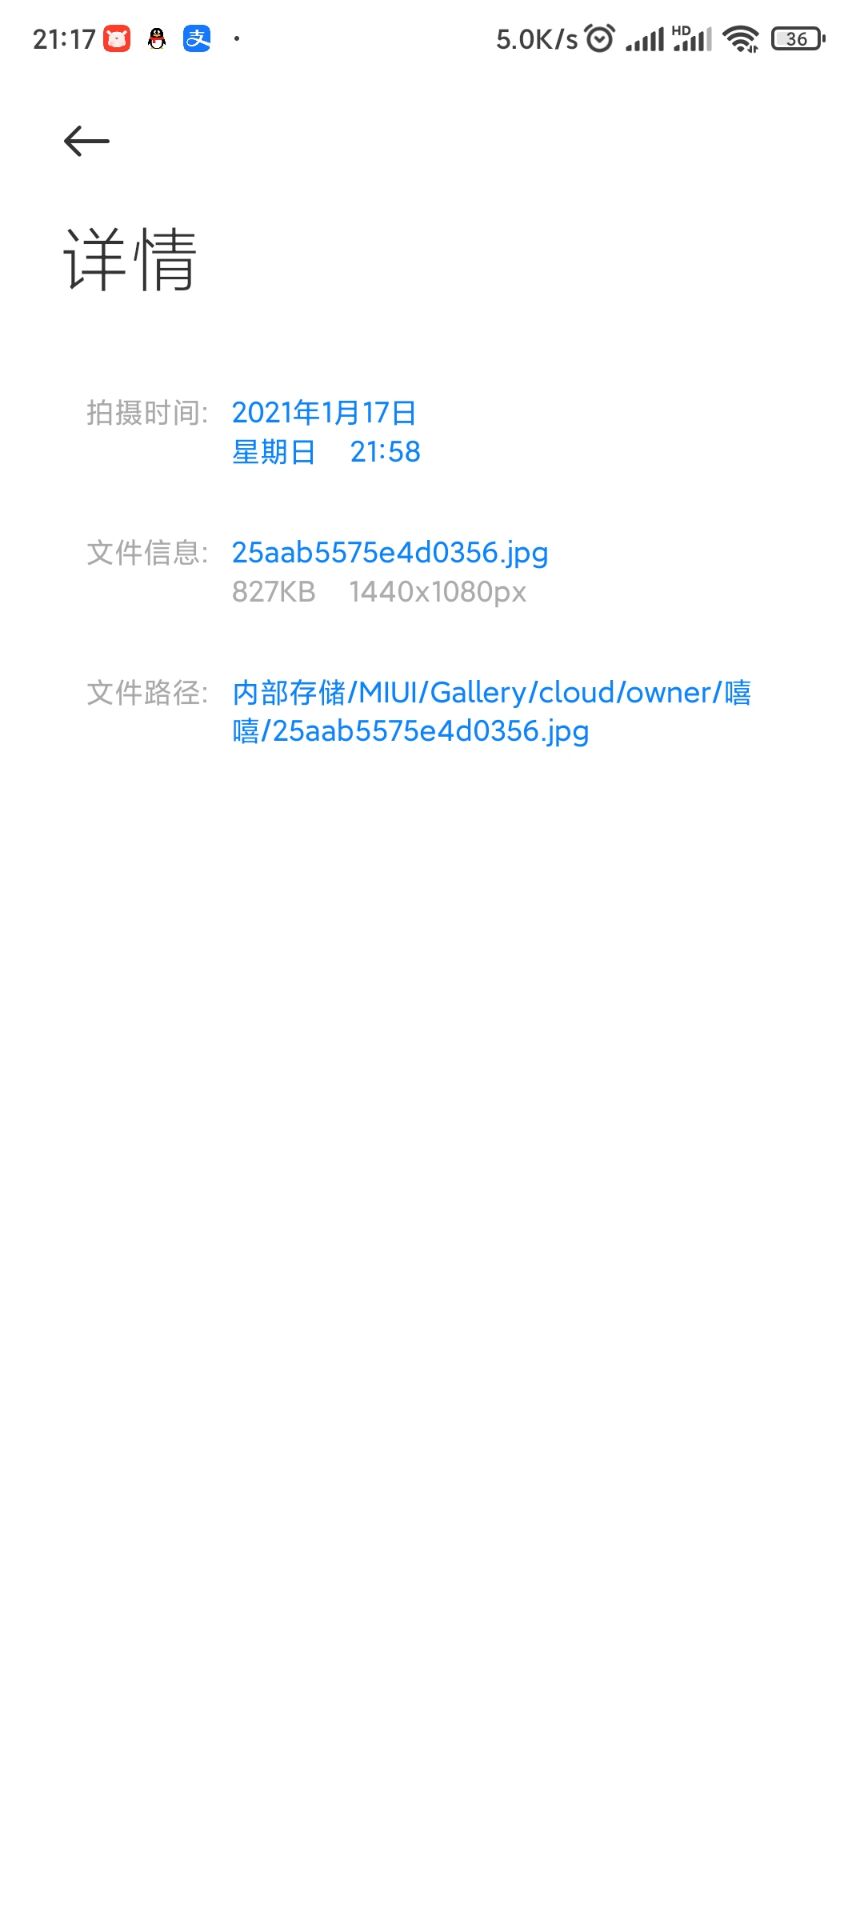 21:17 支 · 5.0K/s HD 36
详情
拍摄时间: 2021年1月17日
星期日 21:58
文件信息: 25aab5575e4d0356.jpg
827KB 1440x1080px
文件路径: 内部存储/MIUI/Gallery/cloud/owner/嘻
嘻/25aab5575e4d0356.jpg